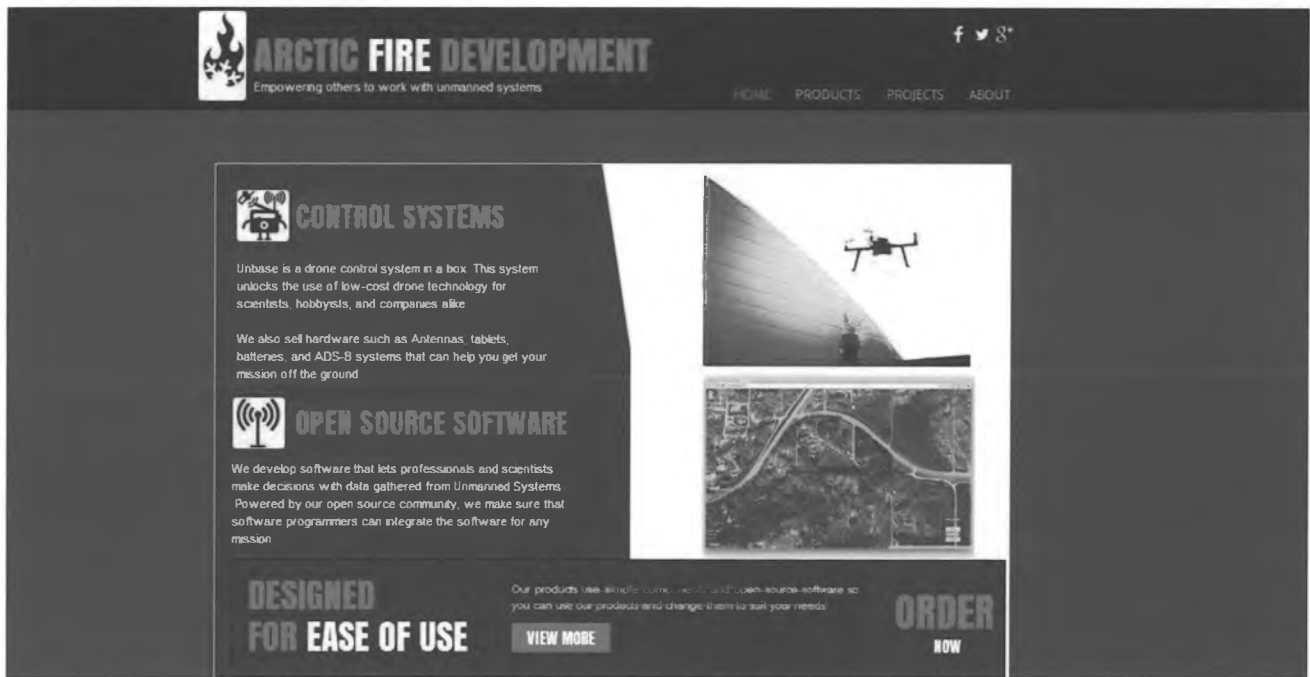 ARCTIC FIRE DEVELOPMENT
Empowering others to work with unmanned systems
HOME PRODUCTS PROJECTS ABOUT
CONTROL SYSTEMS
Unbase is a drone control system in a box. This system
unlocks the use of low-cost drone technology for
scientists, hobbyists, and companies alike
We also sell hardware such as Antennas, tablets,
batteries, and ADS-B systems that can help you get your
mission off the ground
OPEN SOURCE SOFTWARE
We develop software that lets professionals and scientists
make decisions with data gathered from Unmanned Systems
Powered by our open source community, we make sure that
software programmers can integrate the software for any
mission
DESIGNED
FOR EASE OF USE
Our products use simple components and open-source software so
you can use our products and change them to suit your needs
VIEW MORE
ORDER
NOW